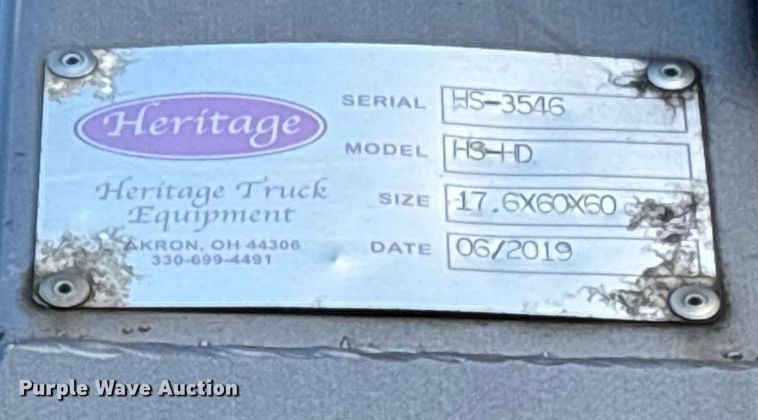 Heritage
Heritage Truck
Equipment
AKRON, OH 44306
330-699-4491
SERIAL HS-3546
MODEL HS-HD
SIZE 17.6X60X60
DATE 06/2019
Purple Wave Auction